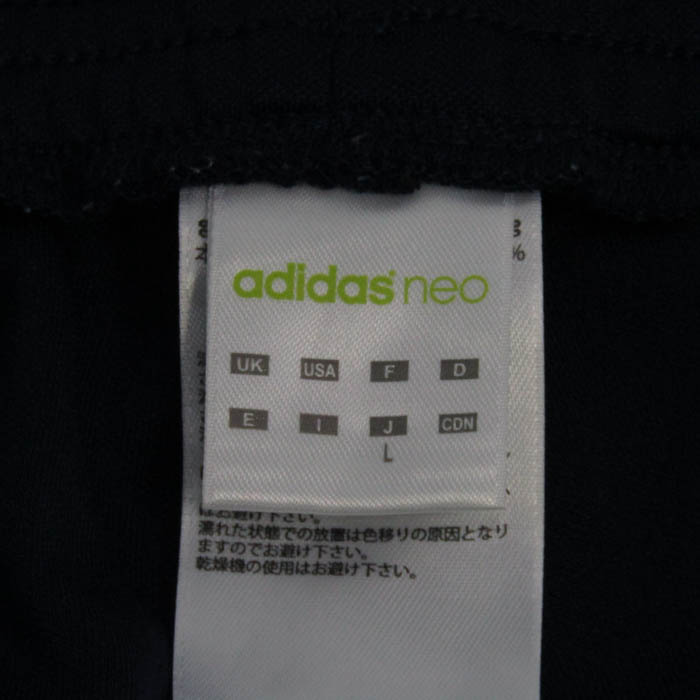 adidas neo
UK USA F D
E I J CDN
L
はお避け下さい。
濡れた状態での放置は色移りの原因となり
ますのでお避け下さい。
乾燥機の使用はお避け下さい。